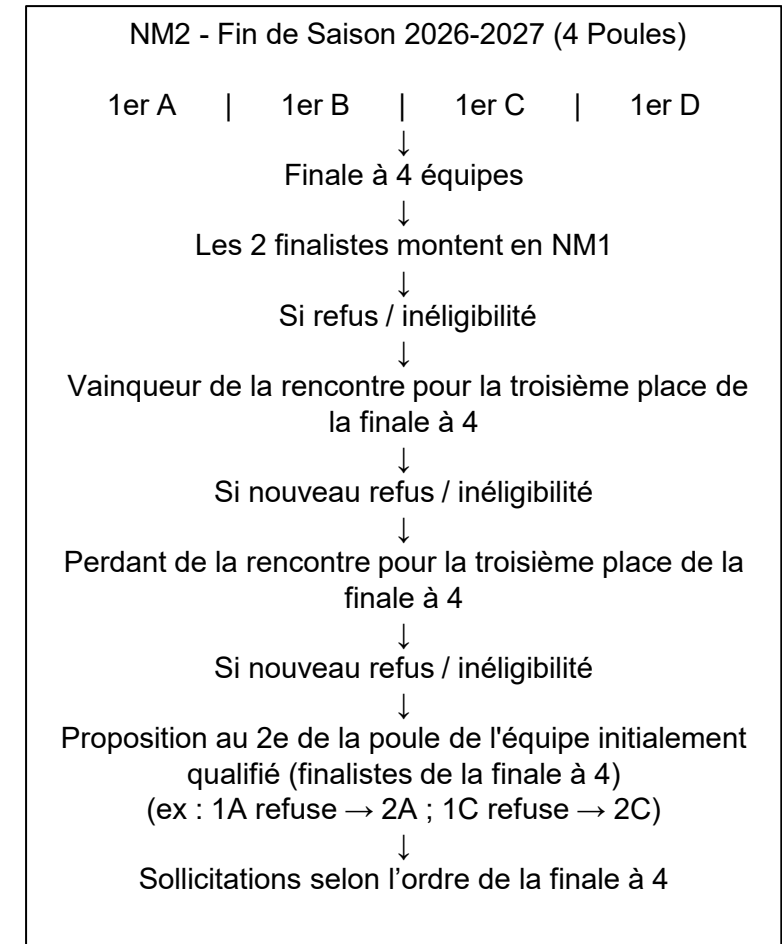 NM2 - Fin de Saison 2026-2027 (4 Poules)
1er A | 1er B | 1er C | 1er D
↓
Finale à 4 équipes
↓
Les 2 finalistes montent en NM1
↓
Si refus / inéligibilité
↓
Vainqueur de la rencontre pour la troisième place de
la finale à 4
↓
Si nouveau refus / inéligibilité
↓
Perdant de la rencontre pour la troisième place de la
finale à 4
↓
Si nouveau refus / inéligibilité
↓
Proposition au 2e de la poule de l'équipe initialement
qualifié (finalistes de la finale à 4)
(ex : 1A refuse → 2A ; 1C refuse → 2C)
↓
Sollicitations selon l’ordre de la finale à 4